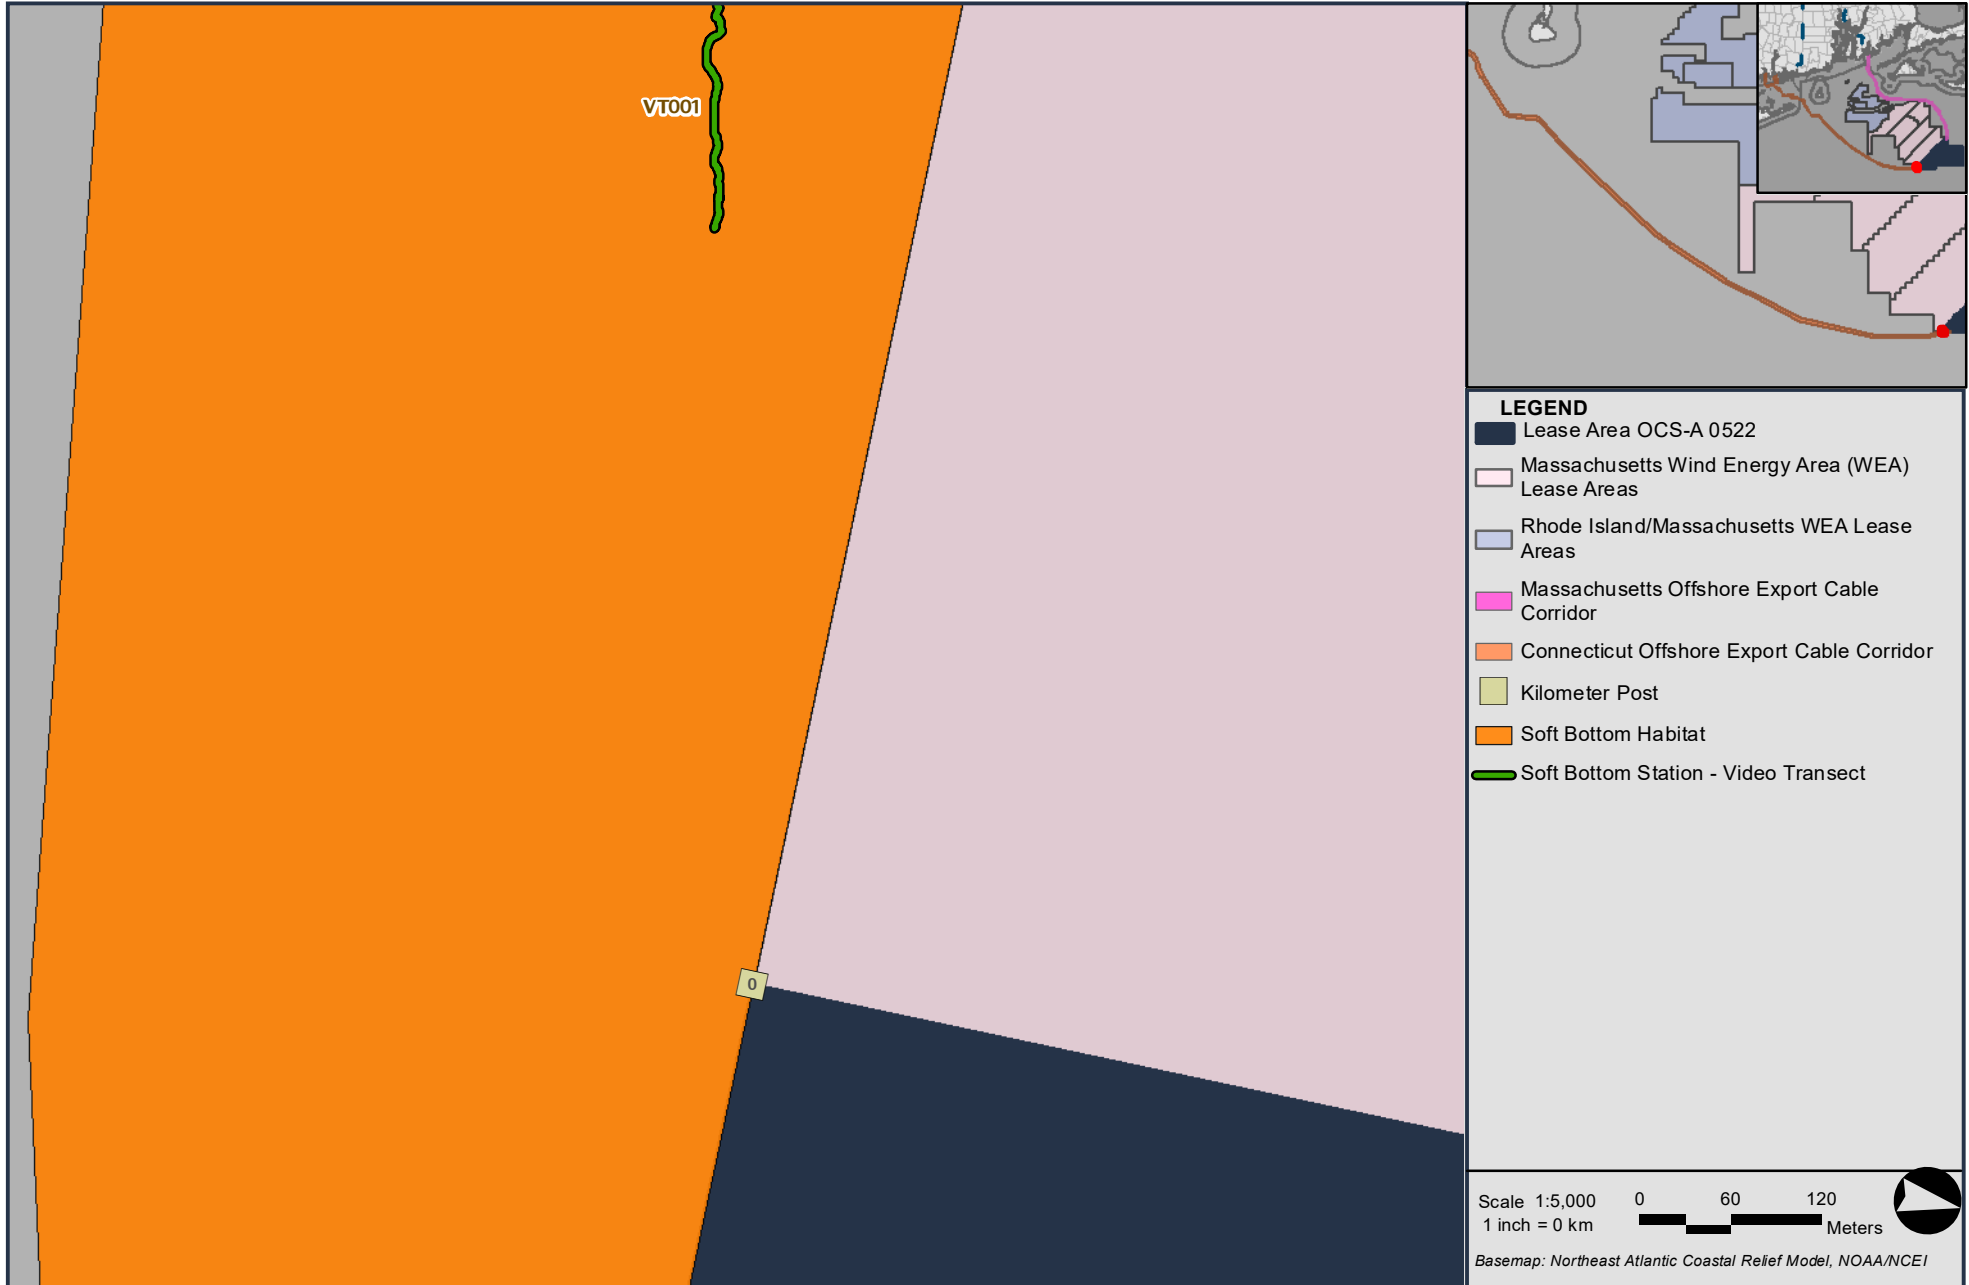 VT001
0
LEGEND
Lease Area OCS-A 0522
Massachusetts Wind Energy Area (WEA)
Lease Areas
Rhode Island/Massachusetts WEA Lease
Areas
Massachusetts Offshore Export Cable
Corridor
Connecticut Offshore Export Cable Corridor
Kilometer Post
Soft Bottom Habitat
Soft Bottom Station - Video Transect
Scale 1:5,000
1 inch = 0 km
0 60 120
Meters
Basemap: Northeast Atlantic Coastal Relief Model, NOAA/NCEI